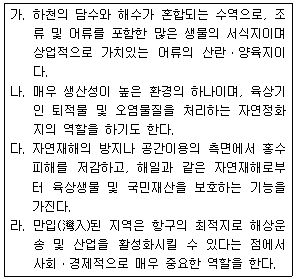 가. 하천의 담수와 해수가 혼합되는 수역으로, 조
류 및 어류를 포함한 많은 생물의 서식지이며
상업적으로 가치있는 어류의 산란·양육지이
다.
나. 매우 생산성이 높은 환경의 하나이며, 육상기
인 퇴적물 및 오염물질을 처리하는 자연정화
지의 역할을 하기도 한다.
다. 자연재해의 방지나 공간이용의 측면에서 홍수
피해를 저감하고, 해일과 같은 자연재해로부
터 육상생물 및 국민재산을 보호하는 기능을
가진다.
라. 만입(灣入)된 지역은 항구의 최적지로 해상운
송 및 산업을 활성화시킬 수 있다는 점에서
사회·경제적으로 매우 중요한 역할을 한다.